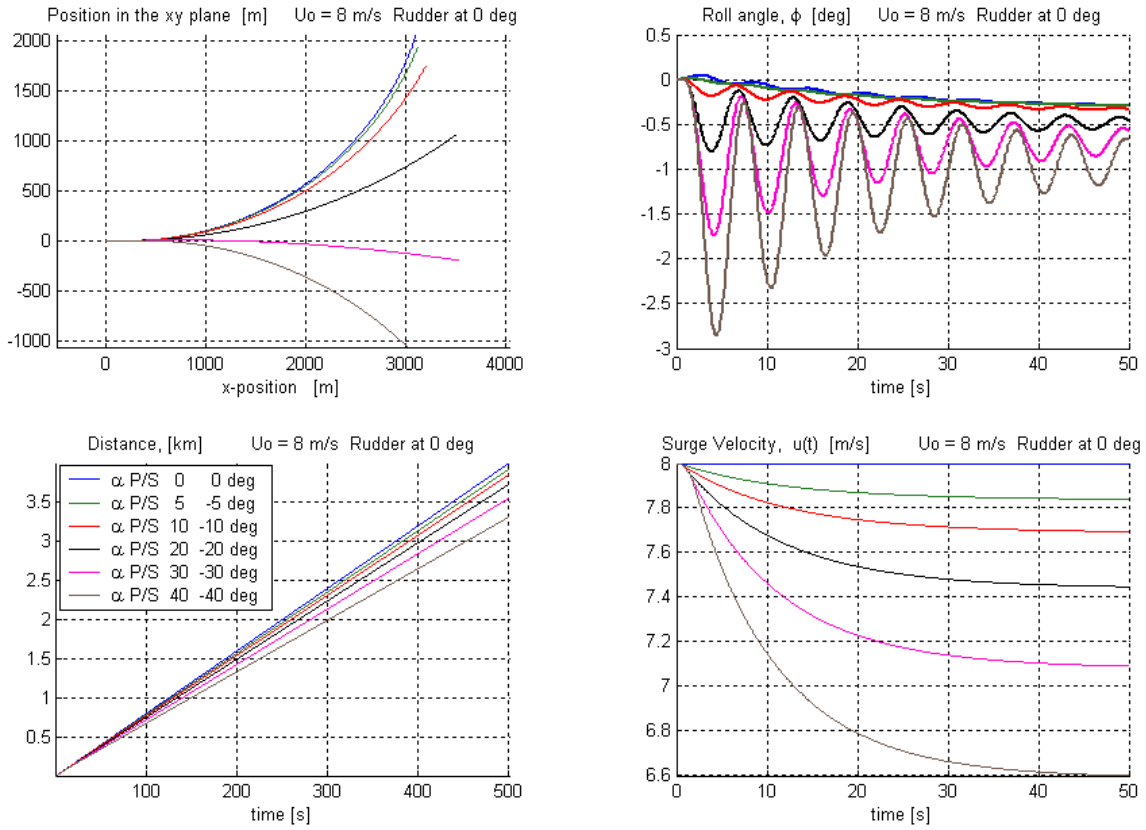 Position in the xy plane [m] Uo = 8 m/s Rudder at 0 deg
2000
1500
1000
500
0
-500
-1000
0 1000 2000 3000 4000
x-position [m]
Roll angle, ϕ [deg] Uo = 8 m/s Rudder at 0 deg
0.5
0
-0.5
-1
-1.5
-2
-2.5
-3
0 10 20 30 40 50
time [s]
Distance, [km] Uo = 8 m/s Rudder at 0 deg
α P/S 0 0 deg
α P/S 5 -5 deg
α P/S 10 -10 deg
α P/S 20 -20 deg
α P/S 30 -30 deg
α P/S 40 -40 deg
3.5
3
2.5
2
1.5
1
0.5
100 200 300 400 500
time [s]
Surge Velocity, u(t) [m/s] Uo = 8 m/s Rudder at 0 deg
8
7.8
7.6
7.4
7.2
7
6.8
6.6
0 10 20 30 40 50
time [s]